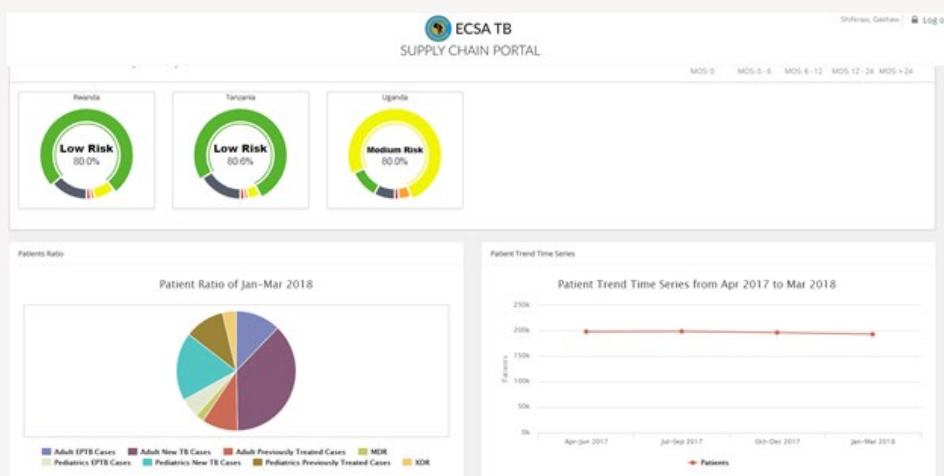 Shiferaw, Gashaw
Log o
ECSA TB
SUPPLY CHAIN PORTAL
MOS: 0 MOS: 0 - 6 MOS: 6 - 12 MOS: 12 - 24 MOS: > 24
Rwanda
Low Risk
80.0%
Tanzania
Low Risk
80.6%
Uganda
Medium Risk
80.0%
Patients Ratio
Patient Ratio of Jan-Mar 2018
Adult EPTB Cases Adult New TB Cases Adult Previously Treated Cases MDR
Pediatrics EPTB Cases Pediatrics New TB Cases Pediatrics Previously Treated Cases XDR
Patient Trend Time Series
Patient Trend Time Series from Apr 2017 to Mar 2018
Patients
250k
200k
150k
100k
50k
0k
Apr-Jun 2017 Jul-Sep 2017 Oct-Dec 2017 Jan-Mar 2018
Patients